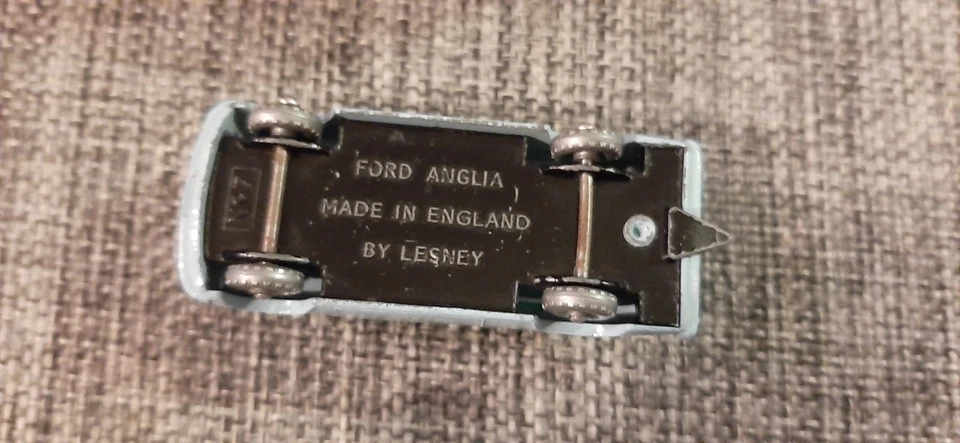 FORD ANGLIA
MADE IN ENGLAND
BY LESNEY